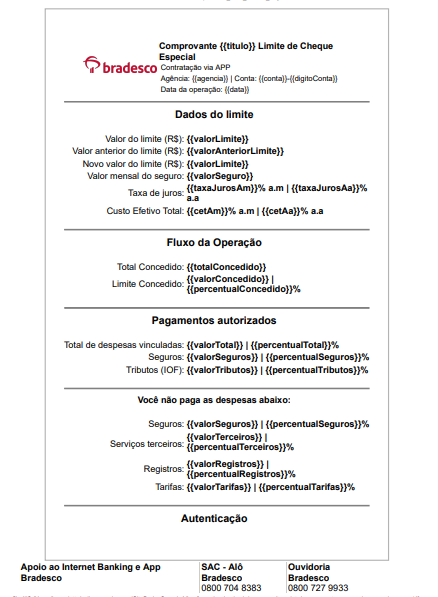 Comprovante {{titulo}} Limite de Cheque
Especial
bradesco
Contratação via APP
Agência: {{agencia}} | Conta: {{conta}}-{{digitoConta}}
Data da operação: {{data}}
Dados do limite
Valor do limite (R$): {{valorLimite}}
Valor anterior do limite (R$): {{valorAnteriorLimite}}
Novo valor do limite (R$): {{valorLimite}}
Valor mensal do seguro: {{valorSeguro}}
Taxa de juros: {{taxaJurosAm}}% a.m | {{taxaJurosAa}}%
a.a
Custo Efetivo Total: {{cetAm}}% a.m | {{cetAa}}% a.a
Fluxo da Operação
Total Concedido: {{totalConcedido}}
Limite Concedido: {{valorConcedido}} |
{{percentualConcedido}}%
Pagamentos autorizados
Total de despesas vinculadas: {{valorTotal}} | {{percentualTotal}}%
Seguros: {{valorSeguros}} | {{percentualSeguros}}%
Tributos (IOF): {{valorTributos}} | {{percentualTributos}}%
Você não paga as despesas abaixo:
Seguros: {{valorSeguros}} | {{percentualSeguros}}%
Serviços terceiros: {{valorTerceiros}} |
{{percentualTerceiros}}%
Registros: {{valorRegistros}} |
{{percentualRegistros}}%
Tarifas: {{valorTarifas}} | {{percentualTarifas}}%
Autenticação
Apoio ao Internet Banking e App
Bradesco
SAC - Alô
Bradesco
0800 704 8383
Ouvidoria
Bradesco
0800 727 9933